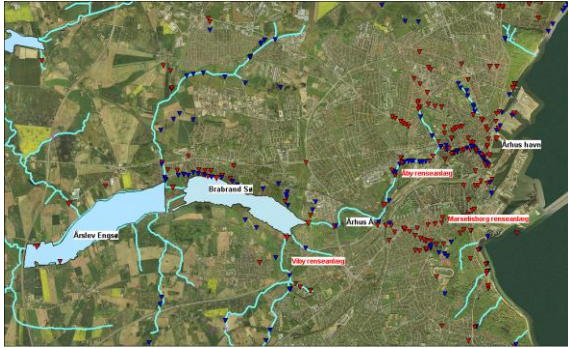 Århus havn
Åby renseanlæg
Brabrand Sø
Århus Å
Marselisborg renseanlæg
Årslev Engsø
Viby renseanlæg